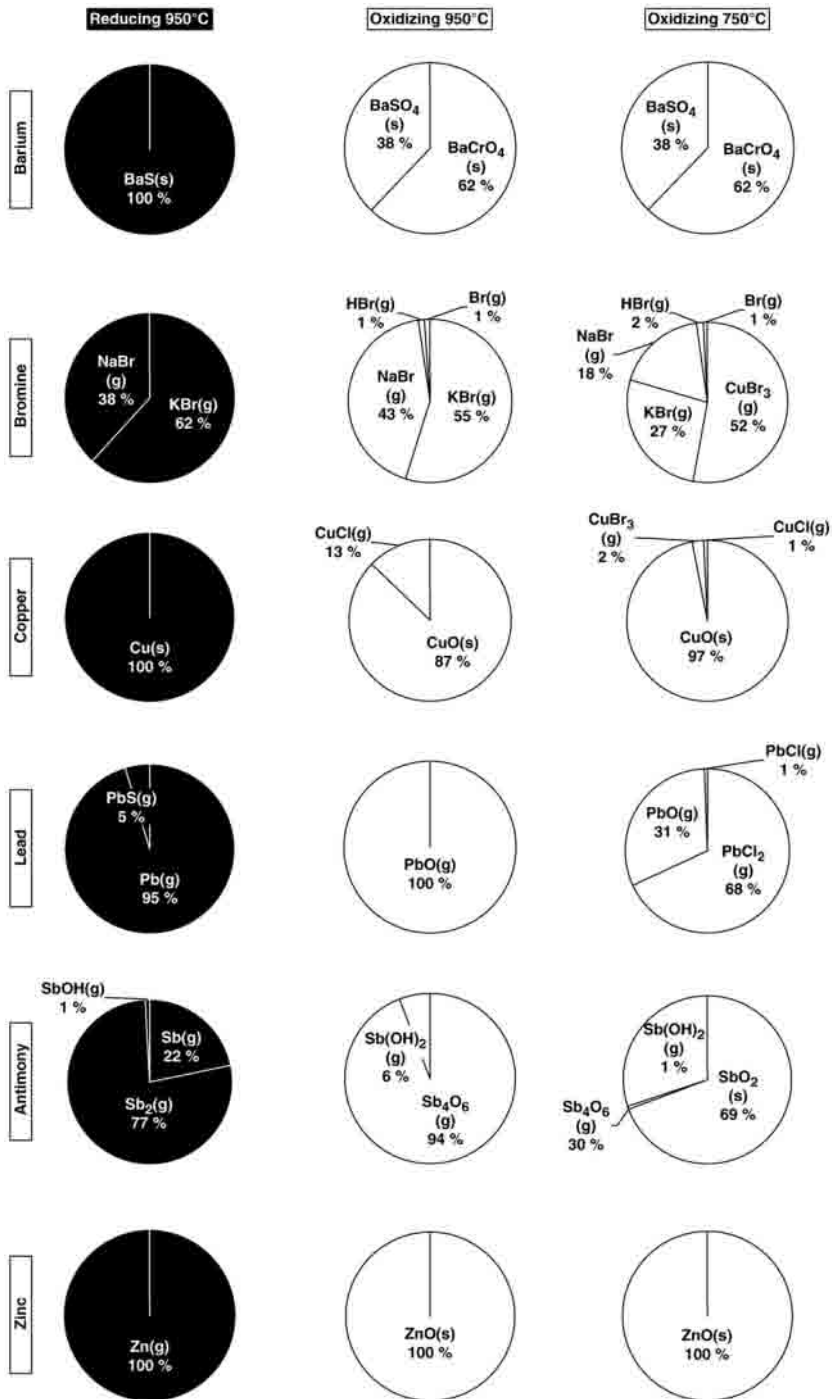 Reducing 950°C
Oxidizing 950°C
Oxidizing 750°C
Barium
BaS(s)
100 %
BaSO₄
(s)
38 %
BaCrO₄
(s)
62 %
BaSO₄
(s)
38 %
BaCrO₄
(s)
62 %
Bromine
NaBr
(g)
38 %
KBr(g)
62 %
HBr(g)
1 %
Br(g)
1 %
NaBr
(g)
43 %
KBr(g)
55 %
HBr(g)
2 %
Br(g)
1 %
NaBr
(g)
18 %
KBr(g)
27 %
CuBr₃
(g)
52 %
Copper
Cu(s)
100 %
CuCl(g)
13 %
CuO(s)
87 %
CuBr₃
(g)
2 %
CuCl(g)
1 %
CuO(s)
97 %
Lead
PbS(g)
5 %
Pb(g)
95 %
PbO(g)
100 %
PbCl(g)
1 %
PbO(g)
31 %
PbCl₂
(g)
68 %
Antimony
SbOH(g)
1 %
Sb(g)
22 %
Sb₂(g)
77 %
Sb(OH)₂
(g)
6 %
Sb₄O₆
(g)
94 %
Sb(OH)₂
(g)
1 %
SbO₂
(s)
69 %
Sb₄O₆
(g)
30 %
Zinc
Zn(g)
100 %
ZnO(s)
100 %
ZnO(s)
100 %